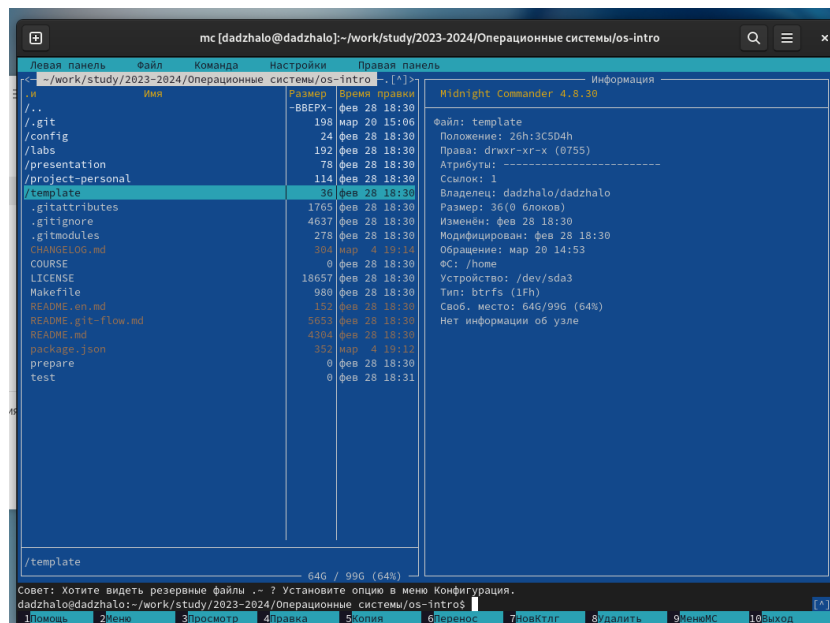 mc [dadzhalo@dadzhalo]:~/work/study/2023-2024/Операционные системы/os-intro
Левая панель Файл Команда Настройки Правая панель
<— ~/work/study/2023-2024/Операционные системы/os-intro —.[^]>
.и Имя Размер Время правки
/.. -ВВЕРХ- фев 28 18:30
/.git 198 мар 20 15:06
/config 24 фев 28 18:30
/labs 192 фев 28 18:30
/presentation 78 фев 28 18:30
/project-personal 114 фев 28 18:30
/template 36 фев 28 18:30
.gitattributes 1765 фев 28 18:30
.gitignore 4637 фев 28 18:30
.gitmodules 278 фев 28 18:30
CHANGELOG.md 304 мар 4 19:14
COURSE 0 фев 28 18:30
LICENSE 18657 фев 28 18:30
Makefile 980 фев 28 18:30
README.en.md 152 фев 28 18:30
README.git-flow.md 5653 фев 28 18:30
README.md 4304 фев 28 18:30
package.json 352 мар 4 19:12
prepare 0 фев 28 18:30
test 0 фев 28 18:31
/template
64G / 99G (64%)
Информация
Midnight Commander 4.8.30
Файл: template
Положение: 26h:3C5D4h
Права: drwxr-xr-x (0755)
Атрибуты: -------------------------
Ссылок: 1
Владелец: dadzhalo/dadzhalo
Размер: 36(0 блоков)
Изменён: фев 28 18:30
Модифицирован: фев 28 18:30
Обращение: мар 20 14:53
ФС: /home
Устройство: /dev/sda3
Тип: btrfs (1Fh)
Своб. место: 64G/99G (64%)
Нет информации об узле
Совет: Хотите видеть резервные файлы .~ ? Установите опцию в меню Конфигурация.
dadzhalo@dadzhalo:~/work/study/2023-2024/Операционные системы/os-intro$ [^]
1Помощь 2Меню 3Просмотр 4Правка 5Копия 6Перенос 7НовКтлг 8Удалить 9МенюМС 10Выход